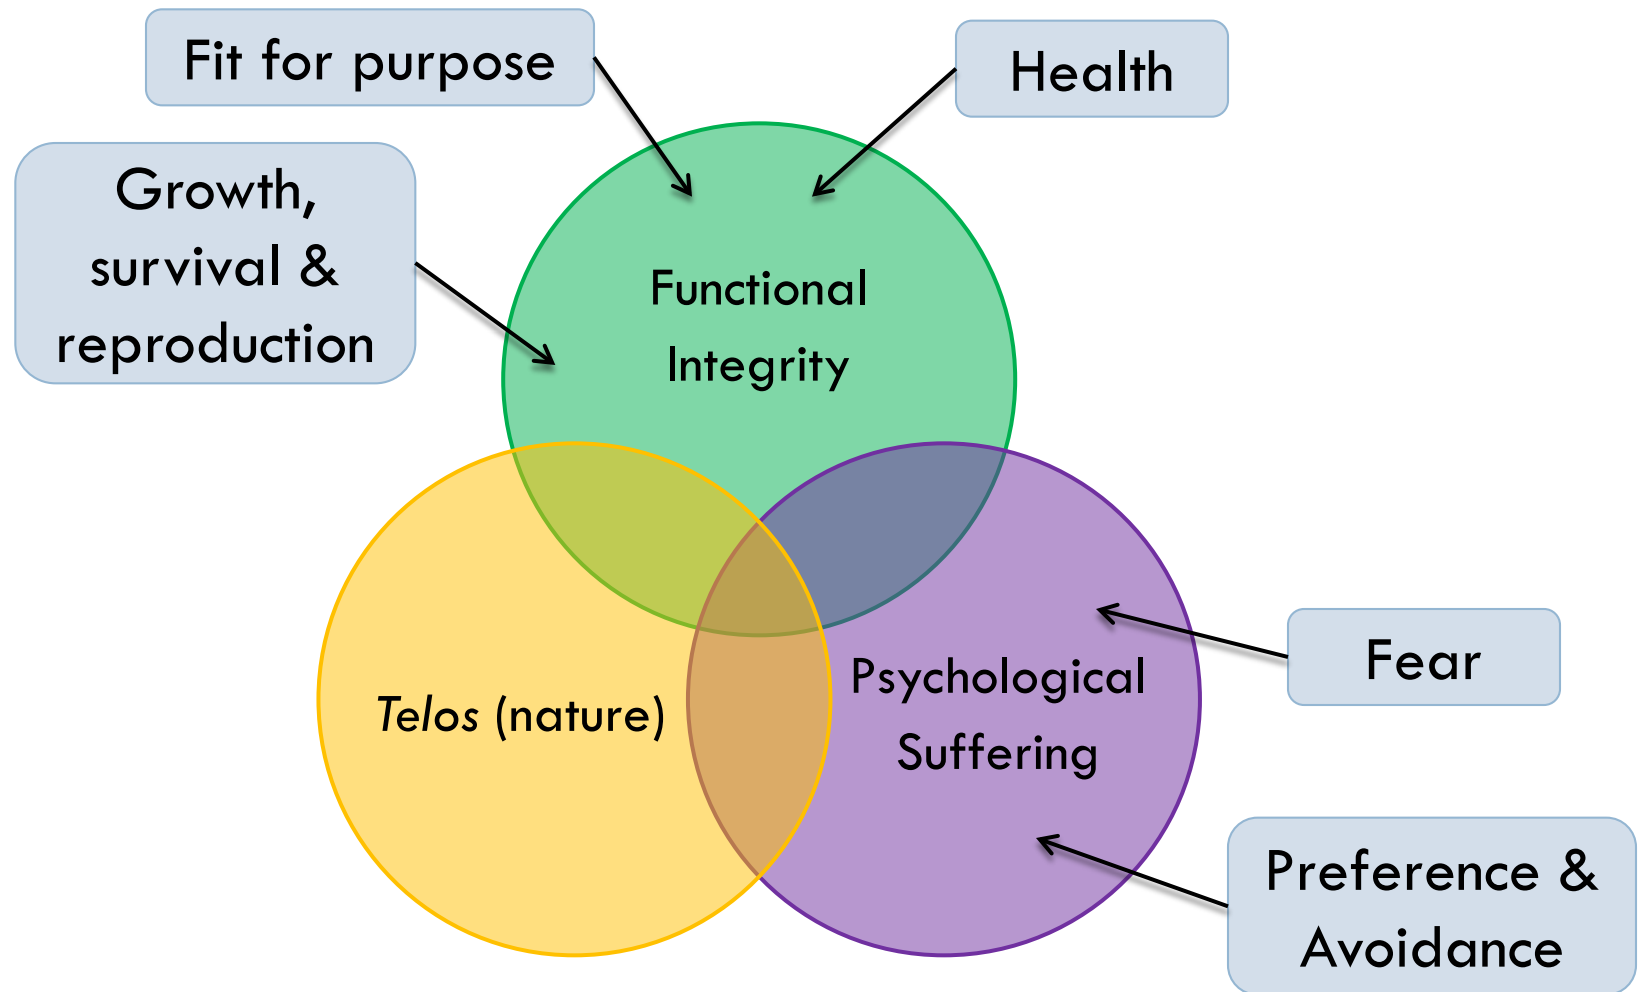 Fit for purpose
Health
Growth,
survival &
reproduction
Functional
Integrity
Telos (nature)
Psychological
Suffering
Fear
Preference &
Avoidance